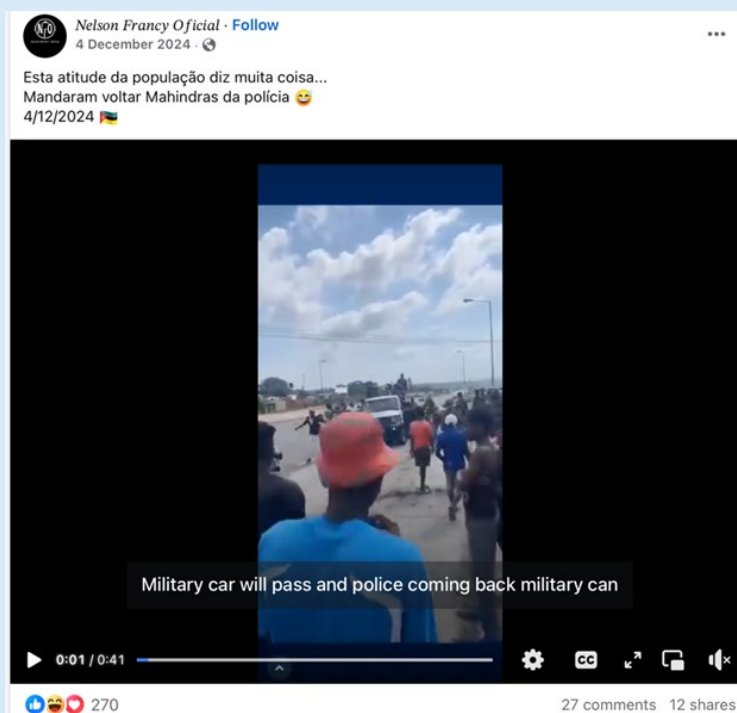 Nelson Francy Oficial · Follow
4 December 2024 ·
Esta atitude da população diz muita coisa...
Mandaram voltar Mahindras da polícia 😅
4/12/2024 🇲🇿
Military car will pass and police coming back military can
0:01 / 0:41
CC
270
27 comments 12 shares